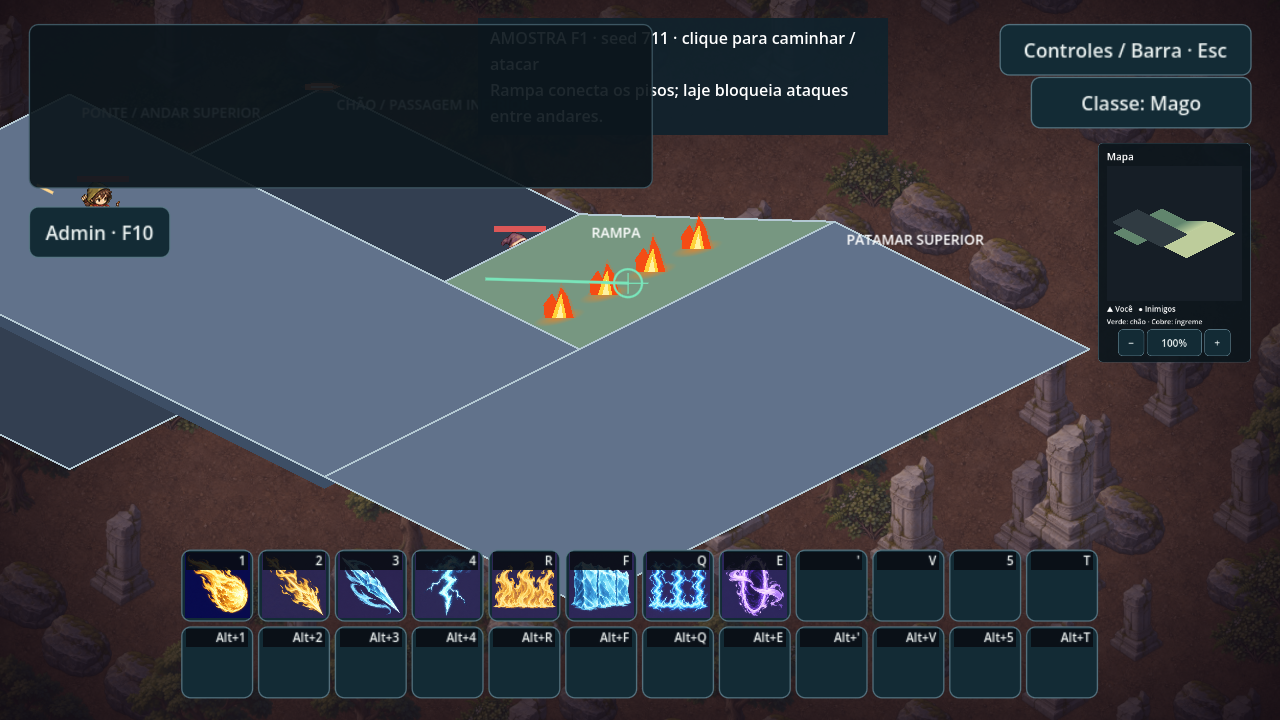 AMOSTRA F1 · seed 711 · clique para caminhar /
atacar
Rampa conecta os pisos; laje bloqueia ataques
entre andares.
PONTE / ANDAR SUPERIOR
CHÃO / PASSAGEM IN
Controles / Barra · Esc
Classe: Mago
Mapa
▲ Você ● Inimigos
Verde: chão · Cobre: íngreme
− 100% +
Admin · F10
RAMPA
PATAMAR SUPERIOR
1 2 3 4 R F Q E ' V 5 T
Alt+1 Alt+2 Alt+3 Alt+4 Alt+R Alt+F Alt+Q Alt+E Alt+' Alt+V Alt+5 Alt+T